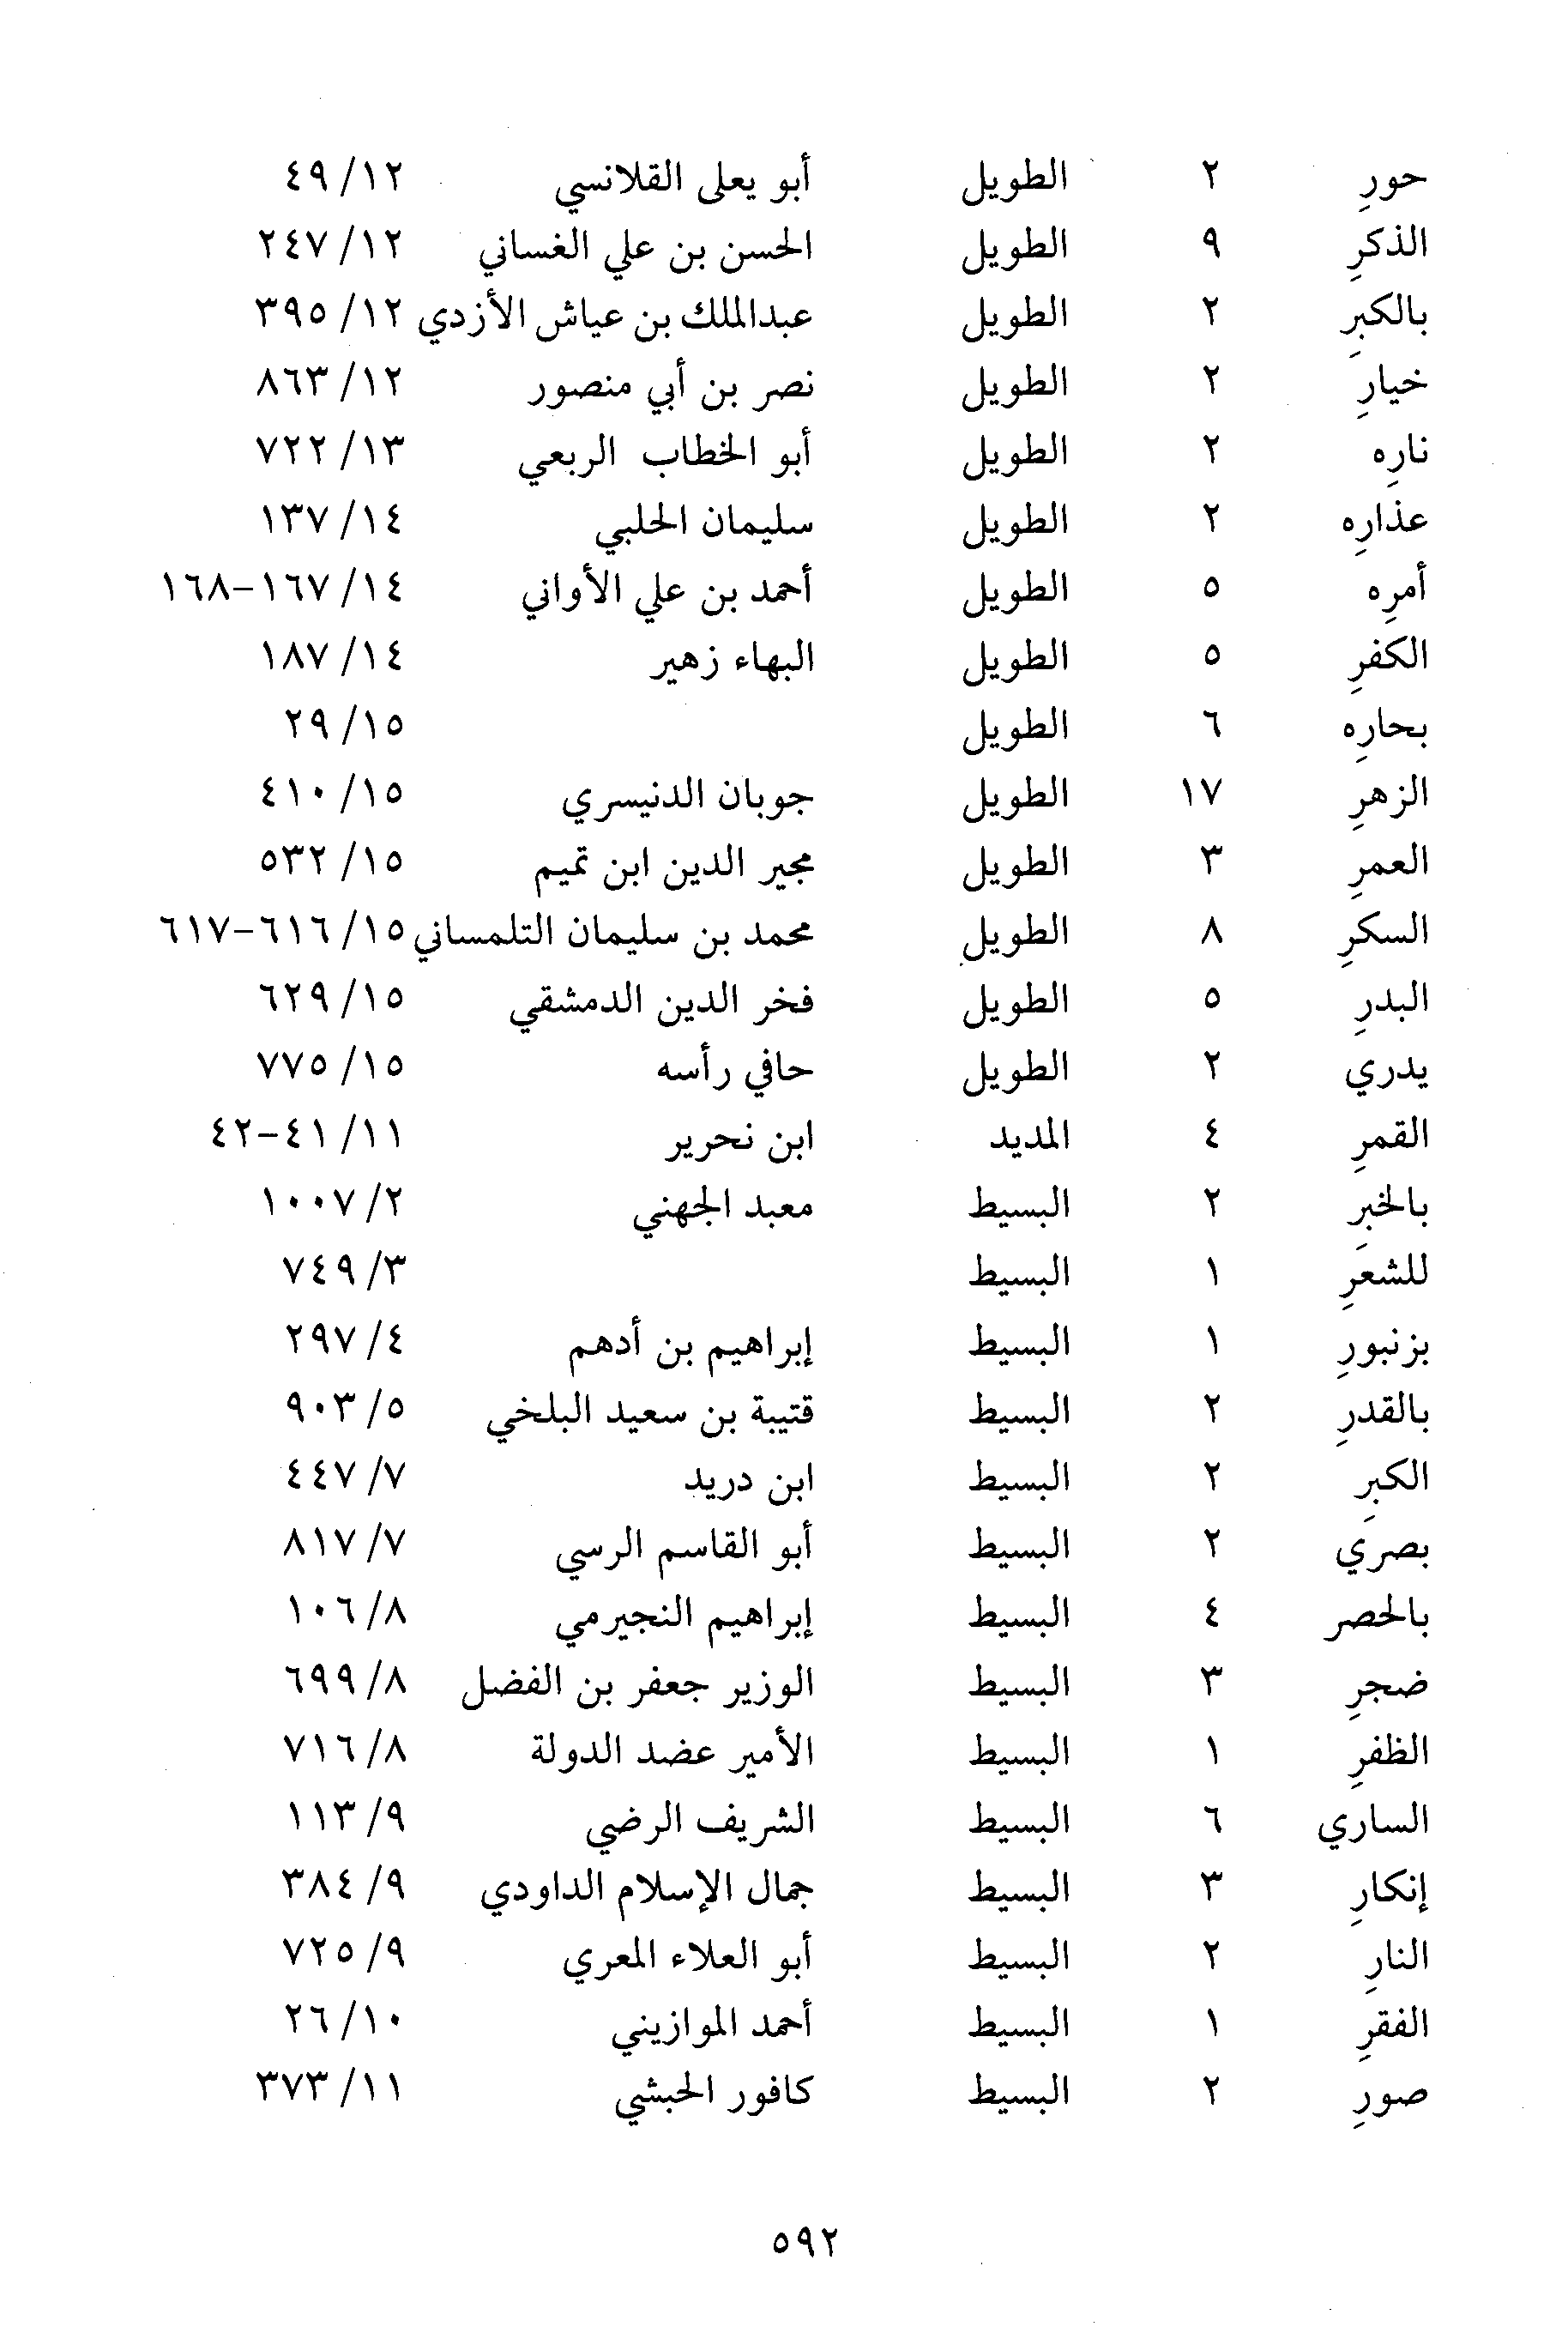 حورِ ٢ الطويل أبو يعلى القلانسي ١٢/ ٤٩
الذكرِ ٩ الطويل الحسن بن علي الغساني ١٢/ ٢٤٧
بالكبَرِ ٢ الطويل عبدالملك بن عياش الأزدي ١٢/ ٣٩٥
خيارِ ٢ الطويل نصر بن أبي منصور ١٢/ ٨٦٣
نارِه ٢ الطويل أبو الخطاب الربعي ١٣/ ٧٢٢
عذارِه ٢ الطويل سليمان الحلبي ١٤/ ١٣٧
أمرِه ٥ الطويل أحمد بن علي الأواني ١٤/ ١٦٧-١٦٨
الكفرِ ٥ الطويل البهاء زهير ١٤/ ١٨٧
بحارِه ٦ الطويل ١٥/ ٢٩
الزهرِ ١٧ الطويل جوبان الدنيسري ١٥/ ٤١٠
العمرِ ٣ الطويل مجير الدين ابن تميم ١٥/ ٥٣٢
السكرِ ٨ الطويل محمد بن سليمان التلمساني ١٥/ ٦١٦-٦١٧
البدرِ ٥ الطويل فخر الدين الدمشقي ١٥/ ٦٢٩
يدري ٢ الطويل حافي رأسه ١٥/ ٧٧٥
القمرِ ٤ المديد ابن نحرير ١١/ ٤١-٤٢
بالخبَرِ ٢ البسيط معبد الجهني ٢/ ١٠٠٧
للشعَرِ ١ البسيط ٣/ ٧٤٩
بزنبورِ ١ البسيط إبراهيم بن أدهم ٤/ ٢٩٧
بالقدرِ ٢ البسيط قتيبة بن سعيد البلخي ٥/ ٩٠٣
الكبَرِ ٢ البسيط ابن دريد ٧/ ٤٤٧
بصَري ٢ البسيط أبو القاسم الرسي ٧/ ٨١٧
بالحصر ٤ البسيط إبراهيم النجيرمي ٨/ ١٠٦
ضجرِ ٣ البسيط الوزير جعفر بن الفضل ٨/ ٦٩٩
الظفرِ ١ البسيط الأمير عضد الدولة ٨/ ٧١٦
الساري ٦ البسيط الشريف الرضي ٩/ ١١٣
إنكارِ ٣ البسيط جمال الإسلام الداودي ٩/ ٣٨٤
النارِ ٢ البسيط أبو العلاء المعري ٩/ ٧٢٥
الفقرِ ١ البسيط أحمد الموازيني ١٠/ ٢٦
صورِ ٢ البسيط كافور الحبشي ١١/ ٣٧٣
٥٩٢